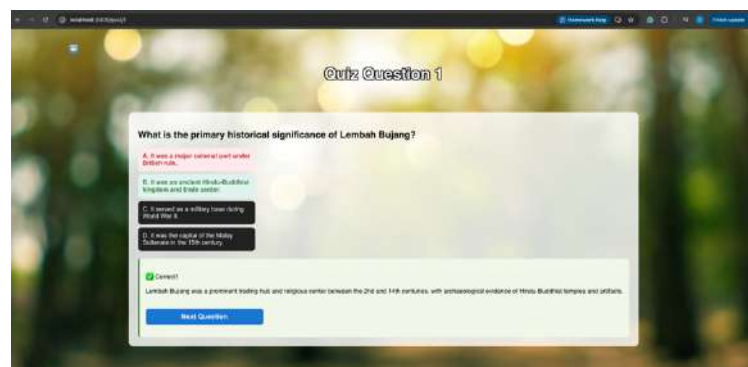 Homework help
Finish update
Quiz Question 1
What is the primary historical significance of Lembah Bujang?
A. It was a major colonial port under
British rule.
B. It was an ancient Hindu-Buddhist
kingdom and trade center.
C. It served as a military base during
World War II.
D. It was the capital of the Malay
Sultanate in the 15th century.
✅ Correct!
Lembah Bujang was a prominent trading hub and religious center between the 2nd and 14th centuries, with archaeological evidence of Hindu-Buddhist temples and artifacts.
Next Question